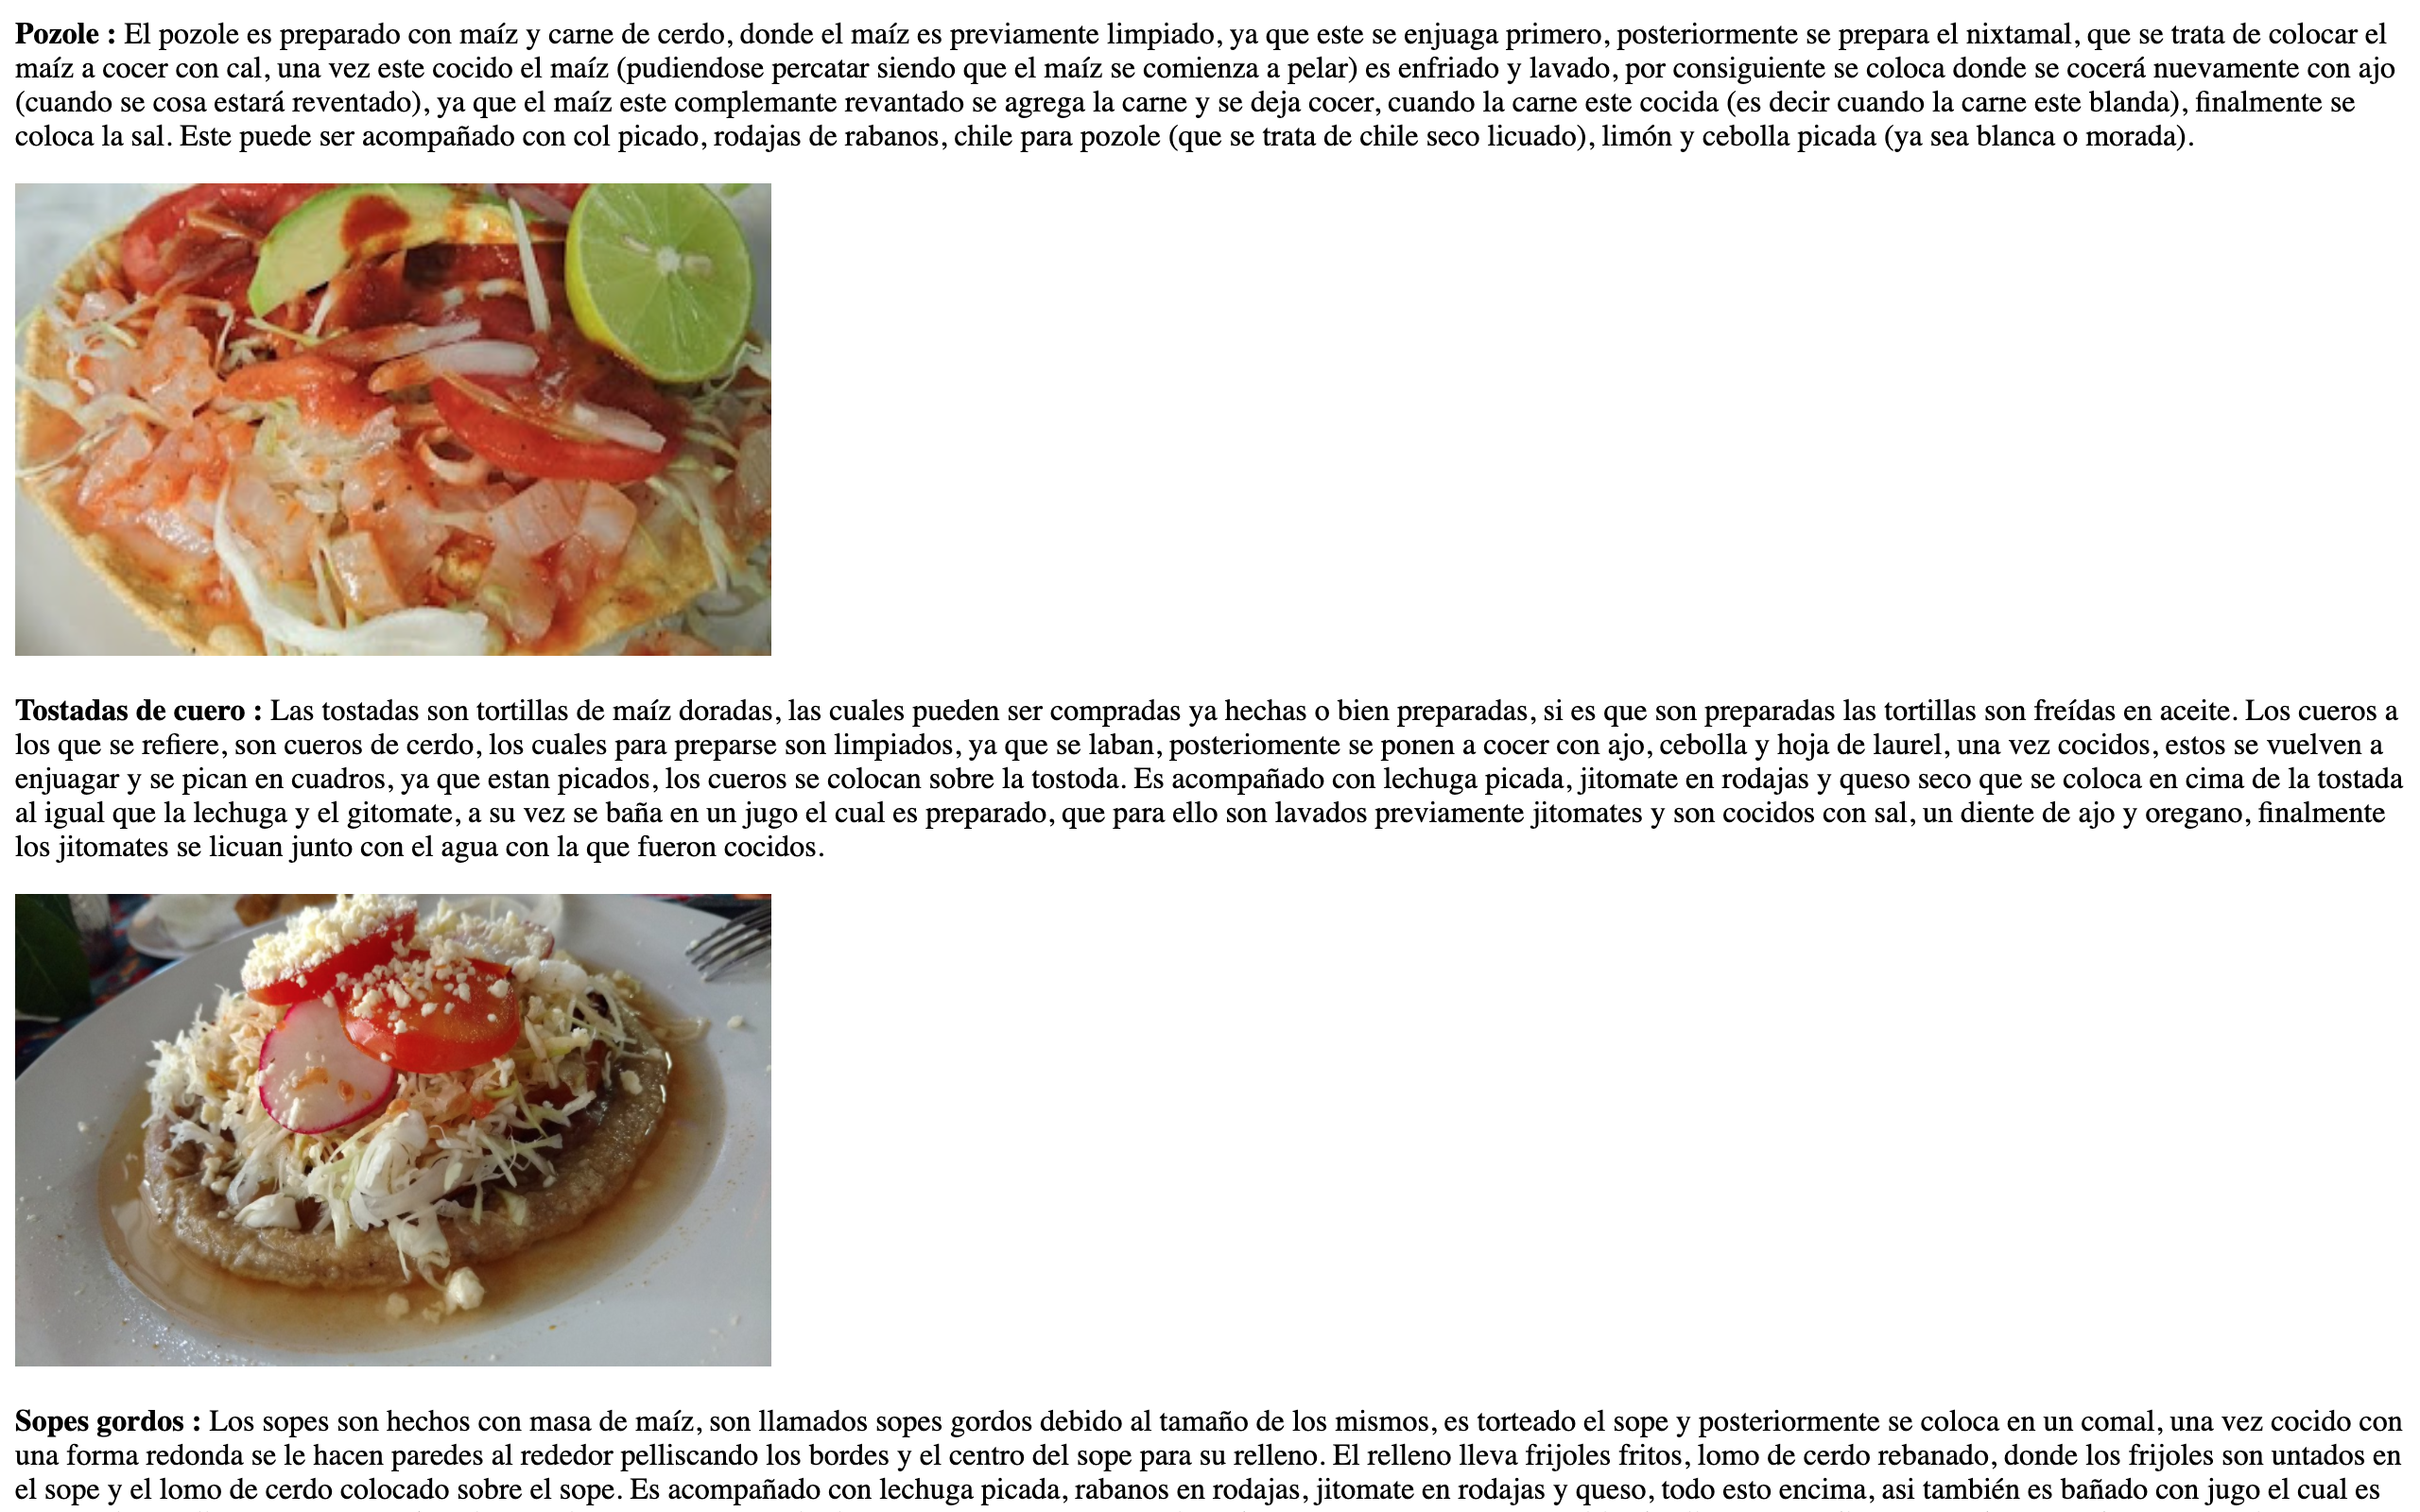 Pozole : El pozole es preparado con maíz y carne de cerdo, donde el maíz es previamente limpiado, ya que este se enjuaga primero, posteriormente se prepara el nixtamal, que se trata de colocar el
maíz a cocer con cal, una vez este cocido el maíz (pudiendose percatar siendo que el maíz se comienza a pelar) es enfriado y lavado, por consiguiente se coloca donde se cocerá nuevamente con ajo
(cuando se cosa estará reventado), ya que el maíz este complemante revantado se agrega la carne y se deja cocer, cuando la carne este cocida (es decir cuando la carne este blanda), finalmente se
coloca la sal. Este puede ser acompañado con col picado, rodajas de rabanos, chile para pozole (que se trata de chile seco licuado), limón y cebolla picada (ya sea blanca o morada).
Tostadas de cuero : Las tostadas son tortillas de maíz doradas, las cuales pueden ser compradas ya hechas o bien preparadas, si es que son preparadas las tortillas son freídas en aceite. Los cueros a
los que se refiere, son cueros de cerdo, los cuales para preparse son limpiados, ya que se laban, posteriomente se ponen a cocer con ajo, cebolla y hoja de laurel, una vez cocidos, estos se vuelven a
enjuagar y se pican en cuadros, ya que estan picados, los cueros se colocan sobre la tostoda. Es acompañado con lechuga picada, jitomate en rodajas y queso seco que se coloca en cima de la tostada
al igual que la lechuga y el gitomate, a su vez se baña en un jugo el cual es preparado, que para ello son lavados previamente jitomates y son cocidos con sal, un diente de ajo y oregano, finalmente
los jitomates se licuan junto con el agua con la que fueron cocidos.
Sopes gordos : Los sopes son hechos con masa de maíz, son llamados sopes gordos debido al tamaño de los mismos, es torteado el sope y posteriormente se coloca en un comal, una vez cocido con
una forma redonda se le hacen paredes al rededor pelliscando los bordes y el centro del sope para su relleno. El relleno lleva frijoles fritos, lomo de cerdo rebanado, donde los frijoles son untados en
el sope y el lomo de cerdo colocado sobre el sope. Es acompañado con lechuga picada, rabanos en rodajas, jitomate en rodajas y queso, todo esto encima, asi también es bañado con jugo el cual es